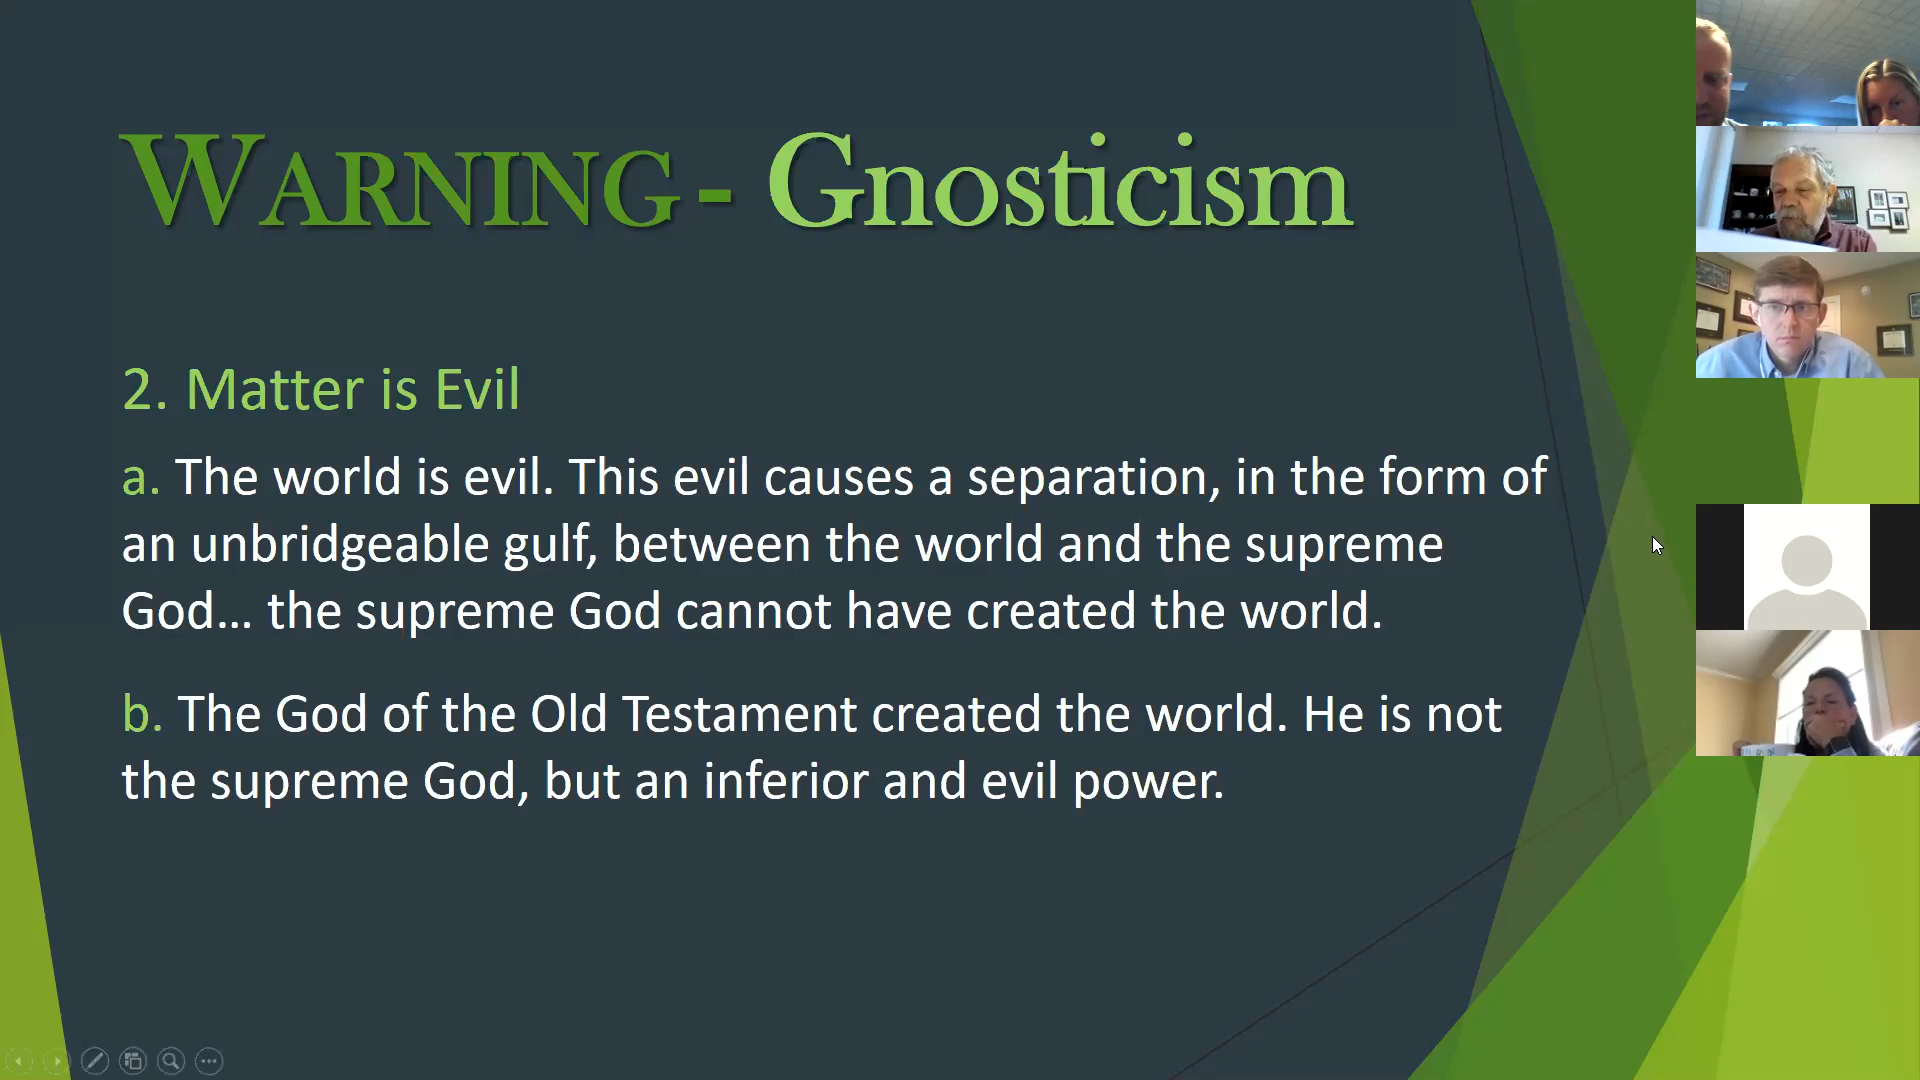 WARNING - Gnosticism
2. Matter is Evil
a. The world is evil. This evil causes a separation, in the form of
an unbridgeable gulf, between the world and the supreme
God… the supreme God cannot have created the world.
b. The God of the Old Testament created the world. He is not
the supreme God, but an inferior and evil power.